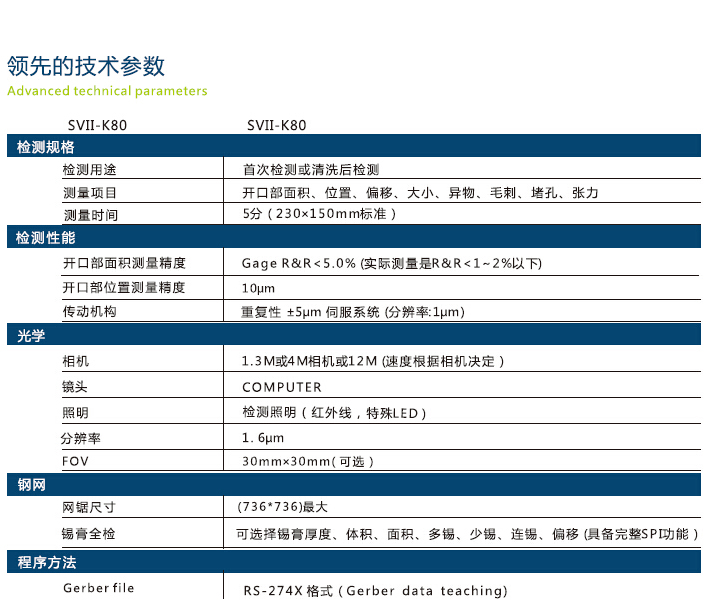 领先的技术参数
Advanced technical parameters
SVII-K80 SVII-K80
检测规格
检测用途 首次检测或清洗后检测
测量项目 开口部面积、位置、偏移、大小、异物、毛刺、堵孔、张力
测量时间 5分（230×150mm标准）
检测性能
开口部面积测量精度 Gage R&R<5.0% (实际测量是R&R<1~2%以下)
开口部位置测量精度 10μm
传动机构 重复性 ±5μm 伺服系统 (分辨率:1μm)
光学
相机 1.3M或4M相机或12M (速度根据相机决定）
镜头 COMPUTER
照明 检测照明（红外线，特殊LED）
分辨率 1. 6μm
FOV 30mm×30mm(可选）
钢网
网锯尺寸 (736*736)最大
锡膏全检 可选择锡膏厚度、体积、面积、多锡、少锡、连锡、偏移 (具备完整SPI功能）
程序方法
Gerber file RS-274X 格式（Gerber data teaching)